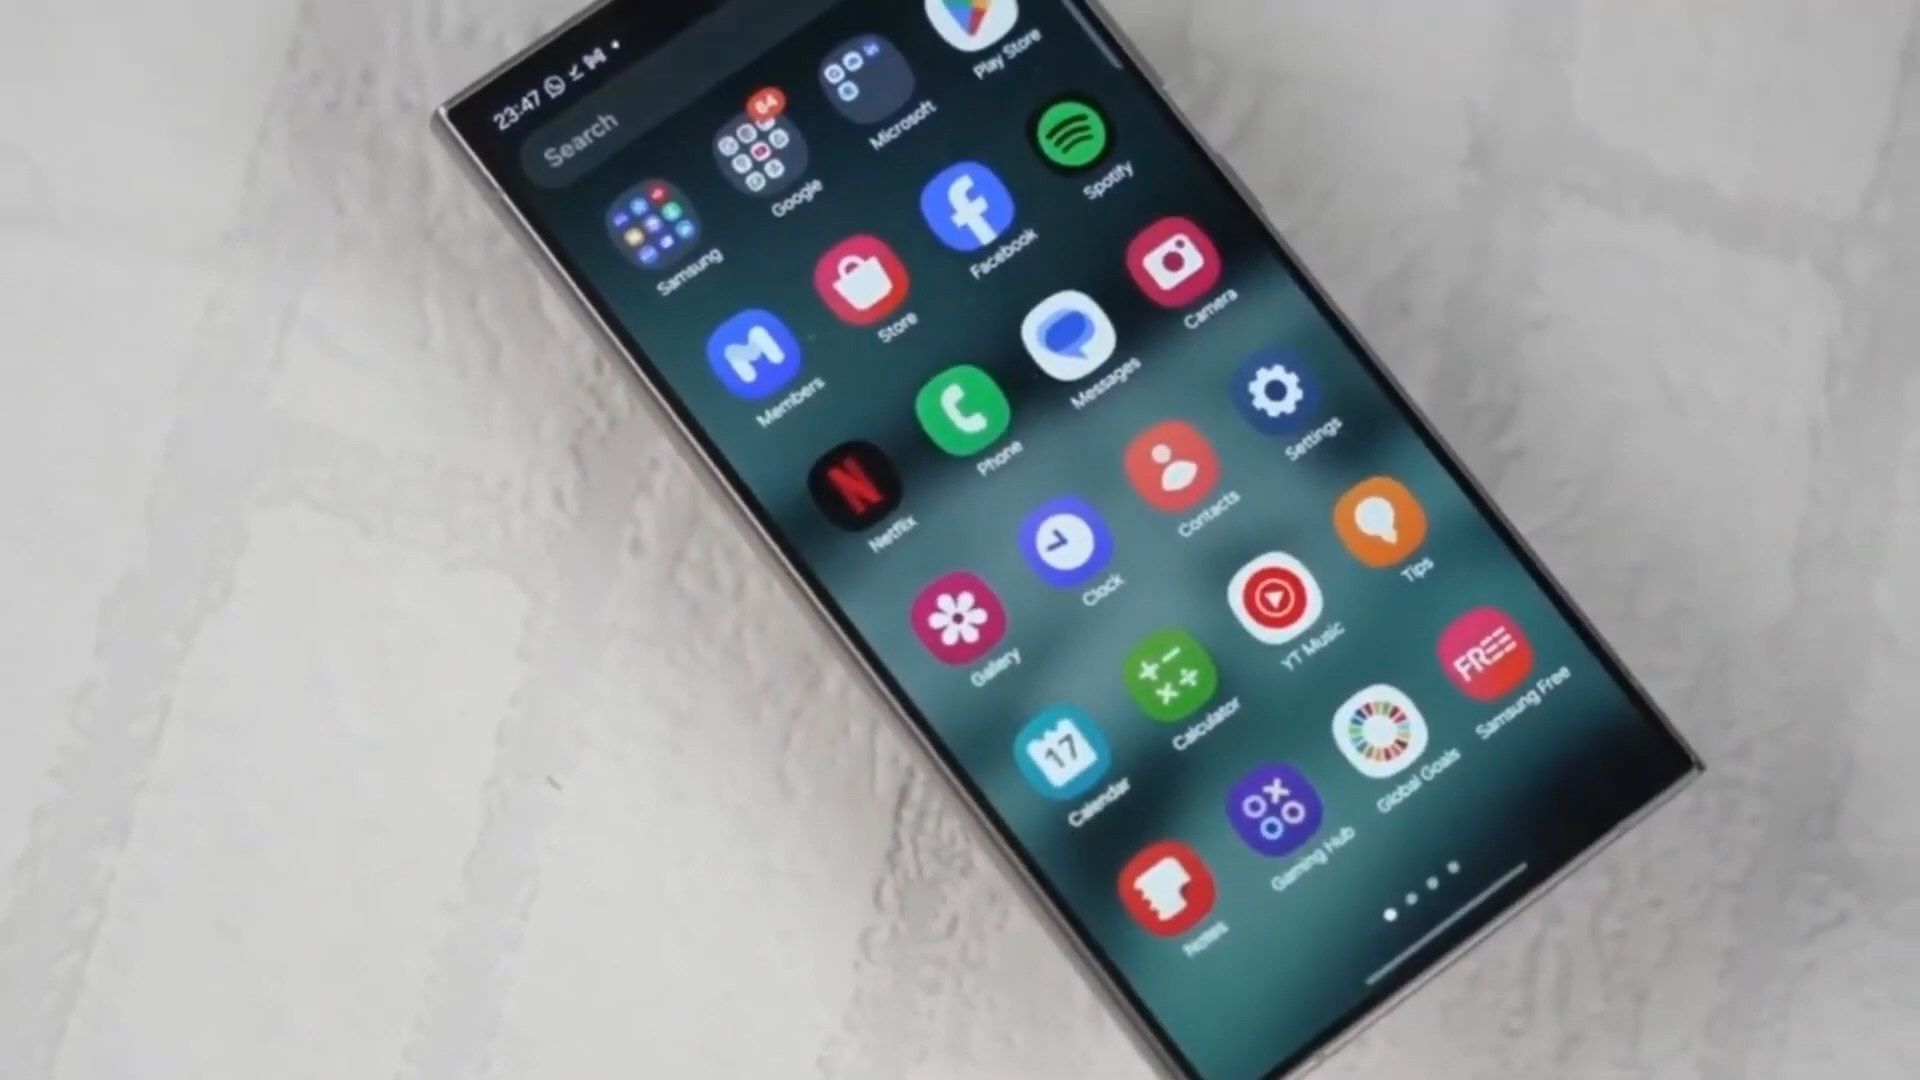 23:47
Search
64
Samsung Google Microsoft Play Store
Members Store Facebook Spotify
N
Netflix Phone Messages Camera
Gallery Clock Contacts Settings
17
Calendar Calculator YT Music Tips
FREE
Notes Gaming Hub Global Goals Samsung Free